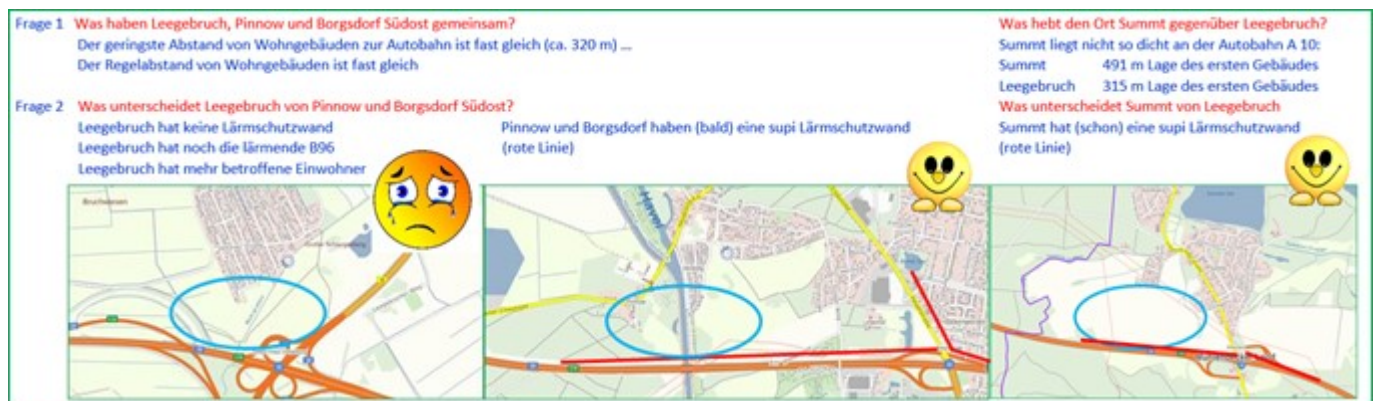 Frage 1 Was haben Leegebruch, Pinnow und Borgsdorf Südost gemeinsam?
Der geringste Abstand von Wohngebäuden zur Autobahn ist fast gleich (ca. 320 m) ...
Der Regelabstand von Wohngebäuden ist fast gleich
Frage 2 Was unterscheidet Leegebruch von Pinnow und Borgsdorf Südost?
Leegebruch hat keine Lärmschutzwand
Leegebruch hat noch die lärmende B96
Leegebruch hat mehr betroffene Einwohner
Pinnow und Borgsdorf haben (bald) eine supi Lärmschutzwand
(rote Linie)
Was hebt den Ort Summt gegenüber Leegebruch?
Summt liegt nicht so dicht an der Autobahn A 10:
Summt 491 m Lage des ersten Gebäudes
Leegebruch 315 m Lage des ersten Gebäudes
Was unterscheidet Summt von Leegebruch
Summt hat (schon) eine supi Lärmschutzwand
(rote Linie)
Havel